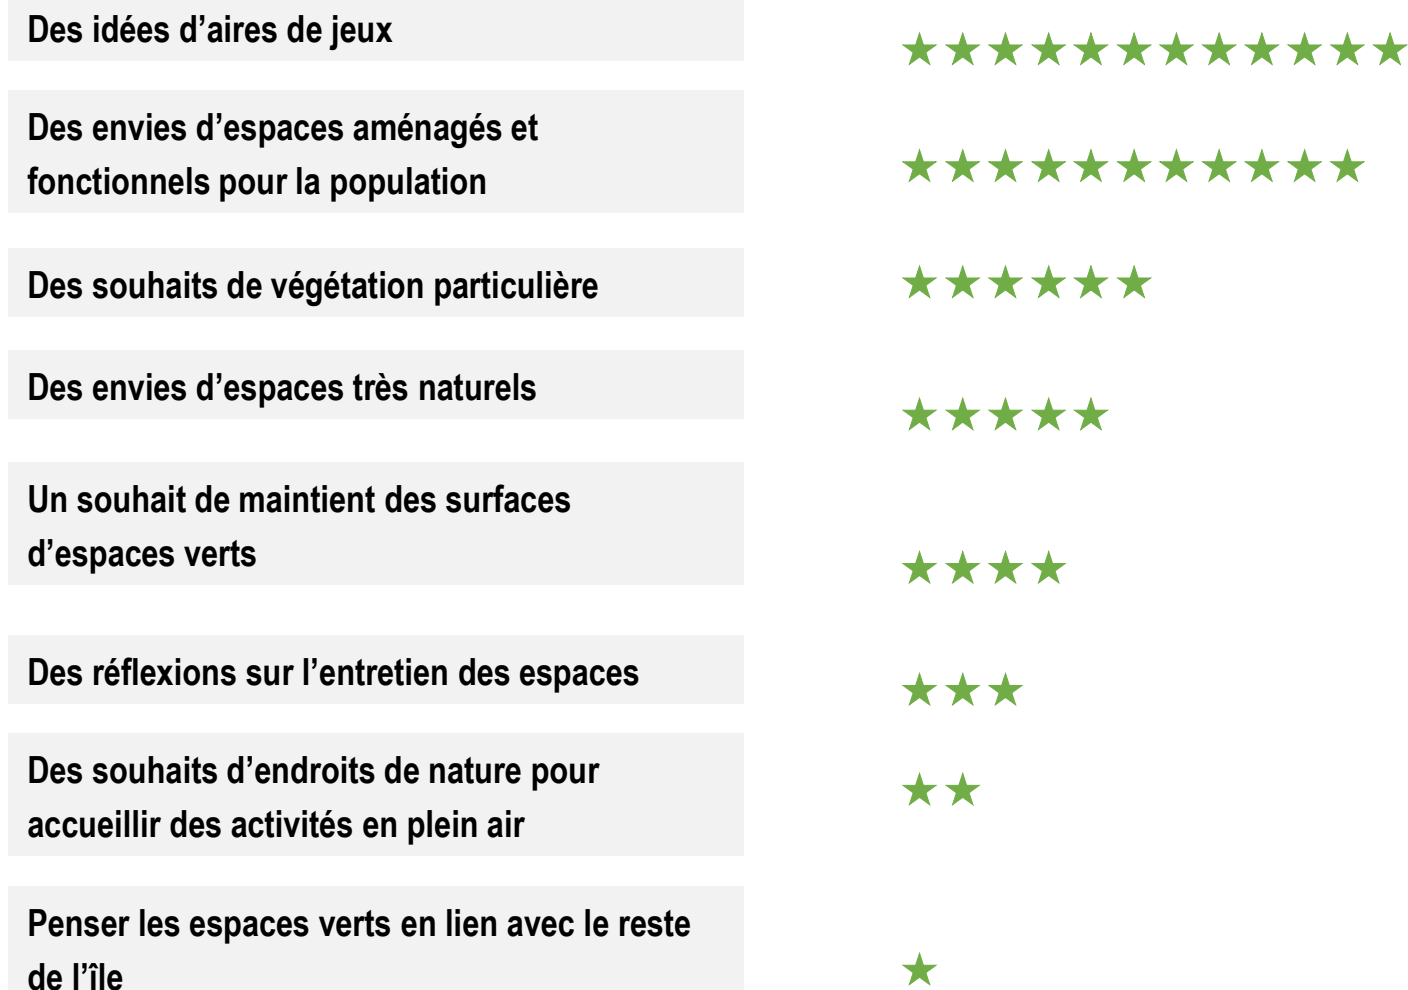 Des idées d’aires de jeux
Des envies d’espaces aménagés et
fonctionnels pour la population
Des souhaits de végétation particulière
Des envies d’espaces très naturels
Un souhait de maintient des surfaces
d’espaces verts
Des réflexions sur l’entretien des espaces
Des souhaits d’endroits de nature pour
accueillir des activités en plein air
Penser les espaces verts en lien avec le reste
de l’île